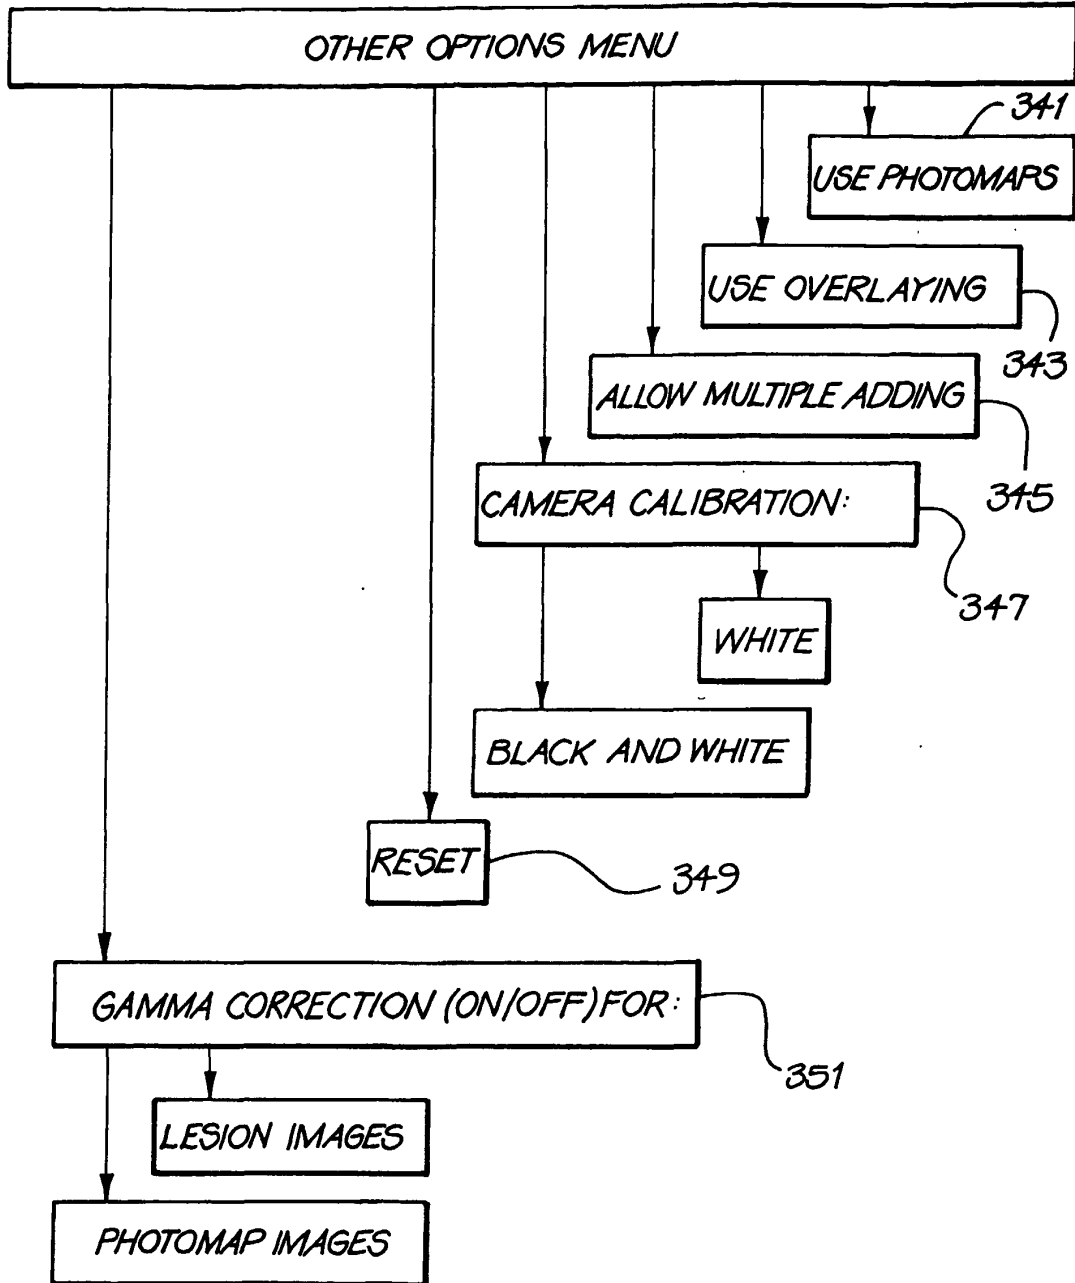 OTHER OPTIONS MENU
341
USE PHOTOMAPS
USE OVERLAYING
343
ALLOW MULTIPLE ADDING
345
CAMERA CALIBRATION:
347
WHITE
BLACK AND WHITE
RESET
349
GAMMA CORRECTION (ON/OFF) FOR:
351
LESION IMAGES
PHOTOMAP IMAGES